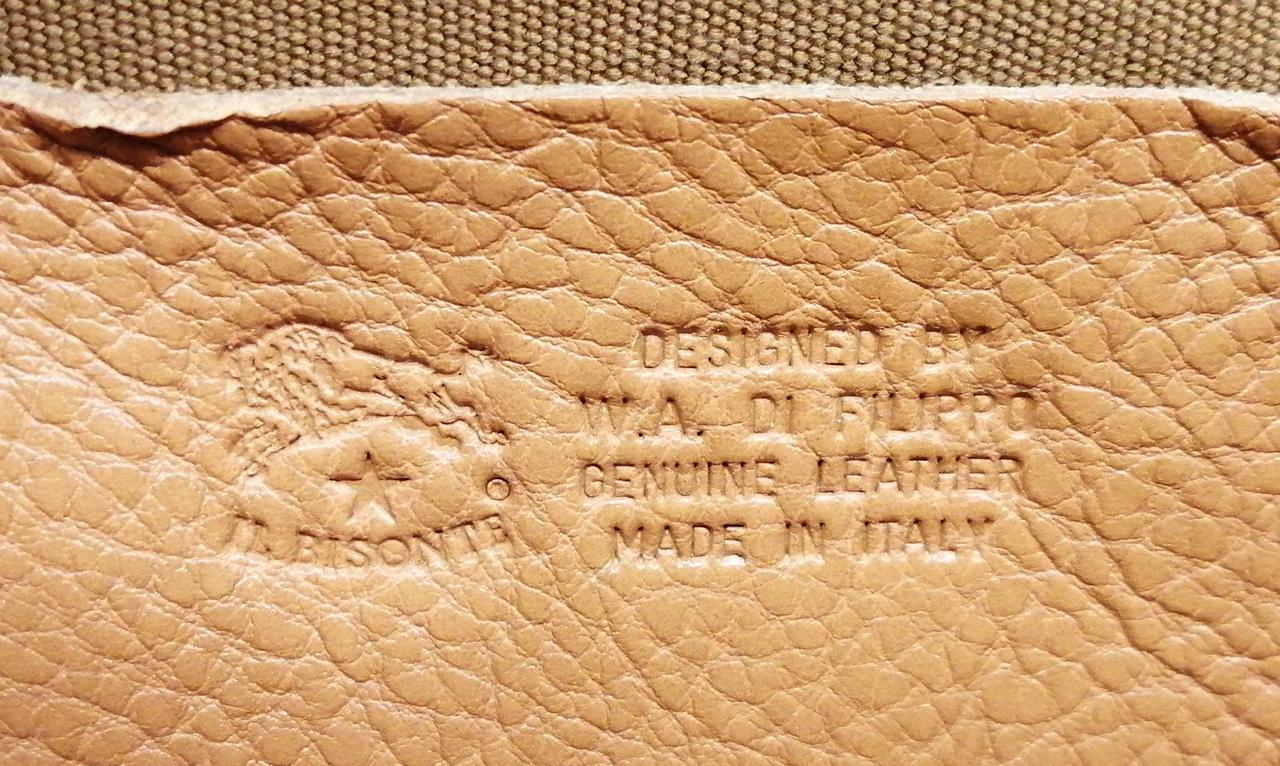 IL BISONTE
DESIGNED BY
W.A. DI FILIPPO
GENUINE LEATHER
MADE IN ITALY